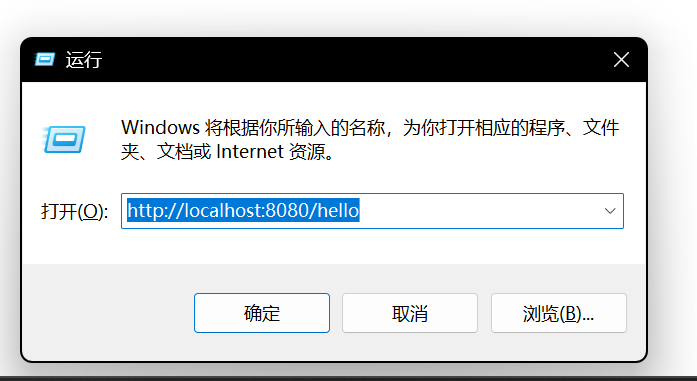 运行
Windows 将根据你所输入的名称，为你打开相应的程序、文件
夹、文档或 Internet 资源。
打开(O): http://localhost:8080/hello
确定 取消 浏览(B)...